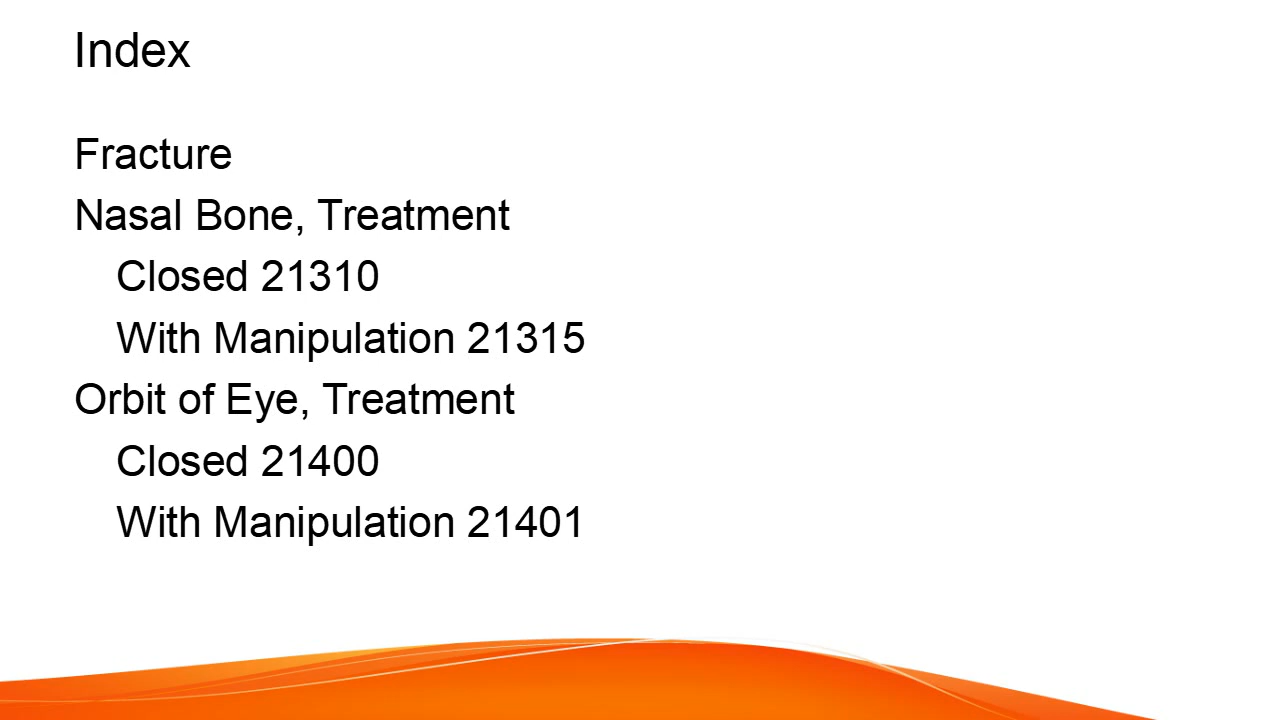 Index
Fracture
Nasal Bone, Treatment
Closed 21310
With Manipulation 21315
Orbit of Eye, Treatment
Closed 21400
With Manipulation 21401